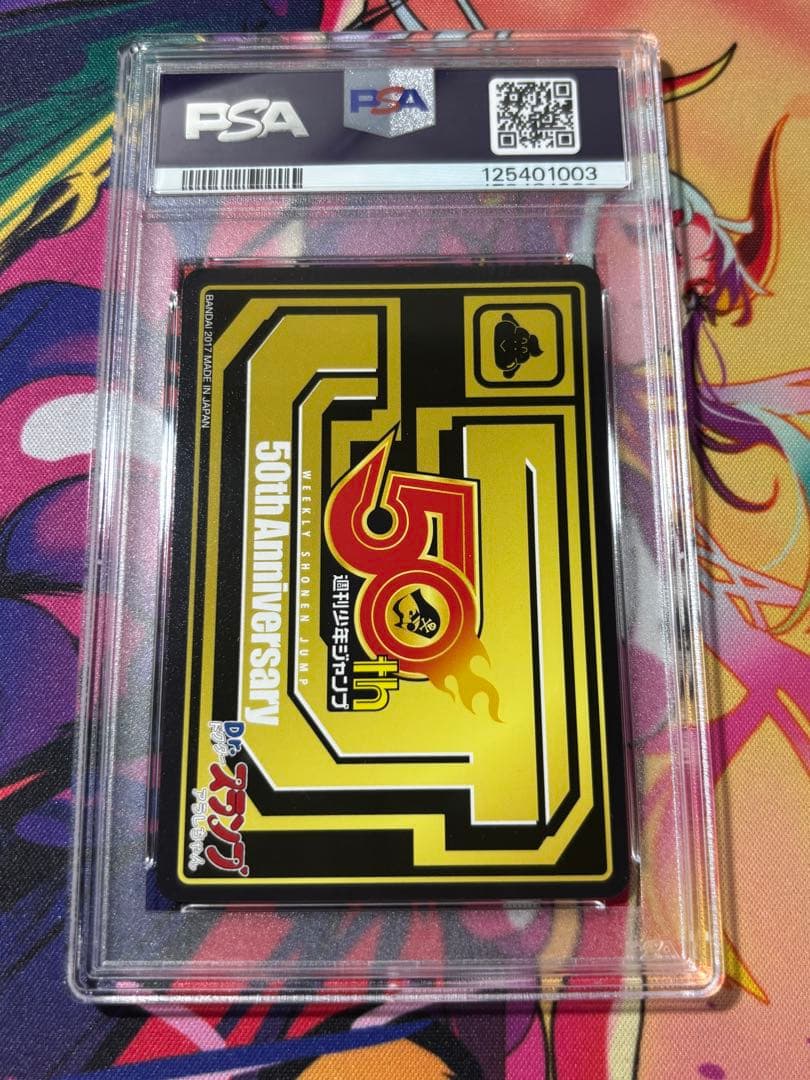 PSA
PSA
125401003
BANDAI 2017 MADE IN JAPAN
50th
週刊少年ジャンプ
WEEKLY SHONEN JUMP
50th Anniversary
Dr.
ドクター
スランプ
アラレちゃん